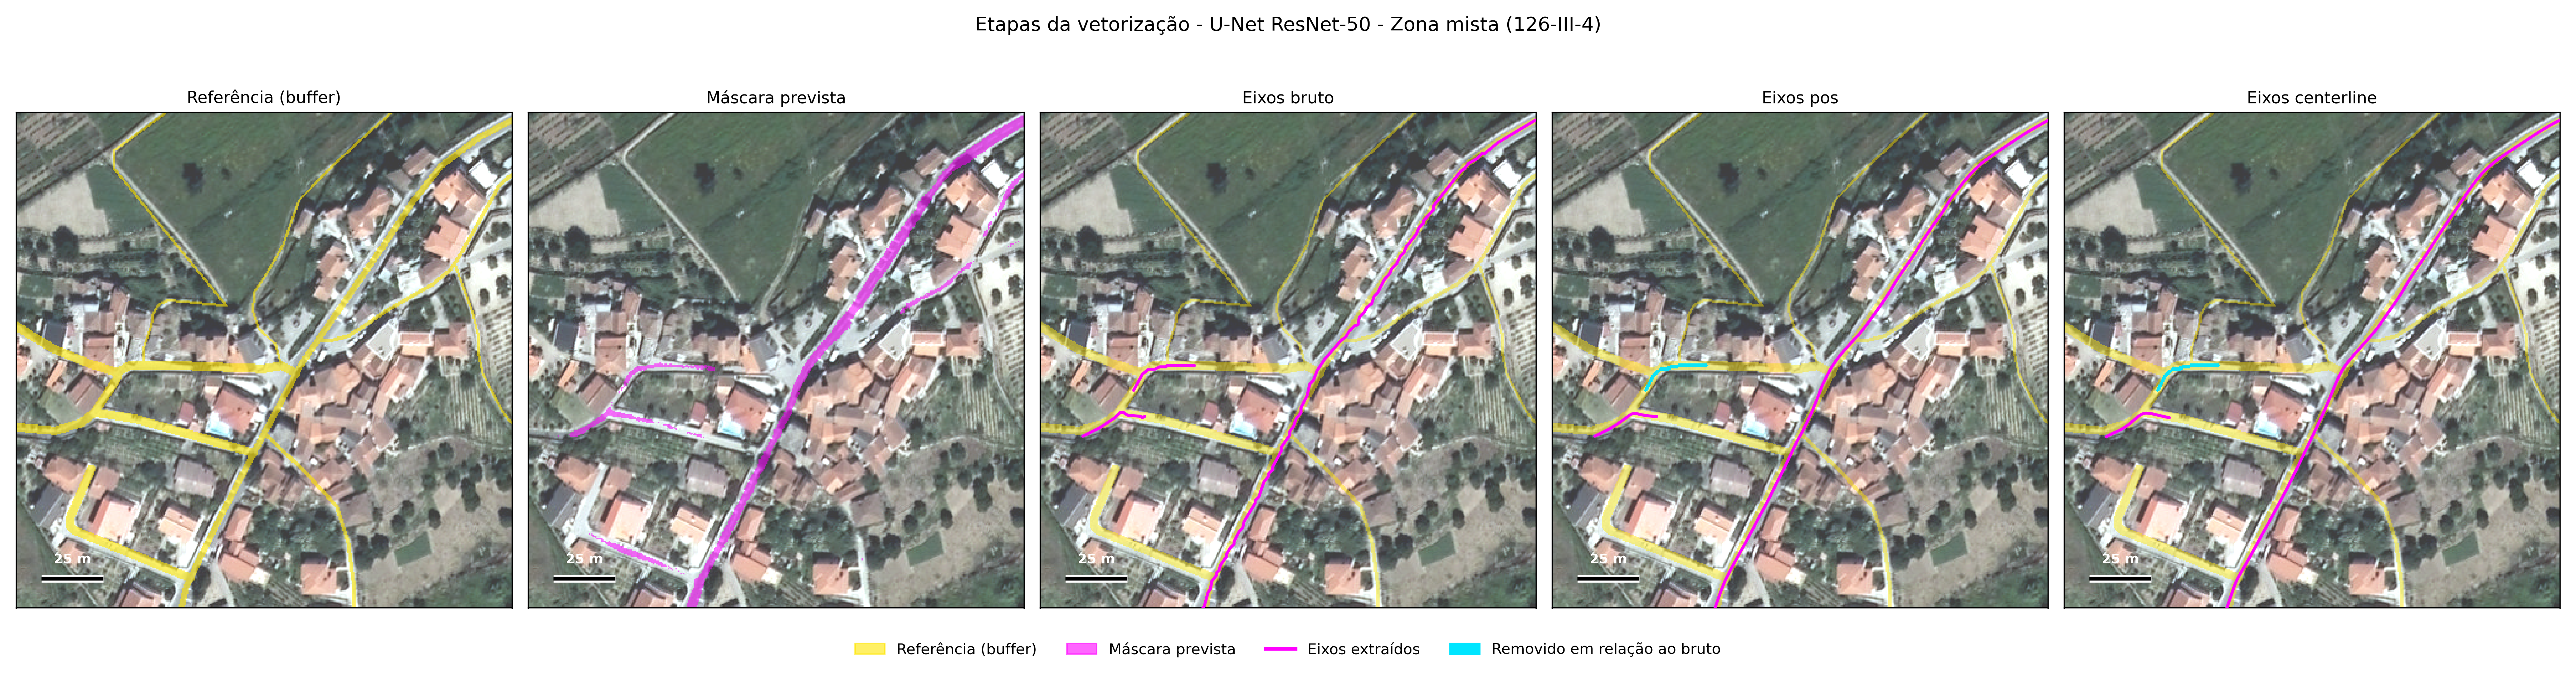 Etapas da vetorização - U-Net ResNet-50 - Zona mista (126-III-4)
Referência (buffer)
Máscara prevista
Eixos bruto
Eixos pos
Eixos centerline
25 m
25 m
25 m
25 m
25 m
Referência (buffer)
Máscara prevista
Eixos extraídos
Removido em relação ao bruto